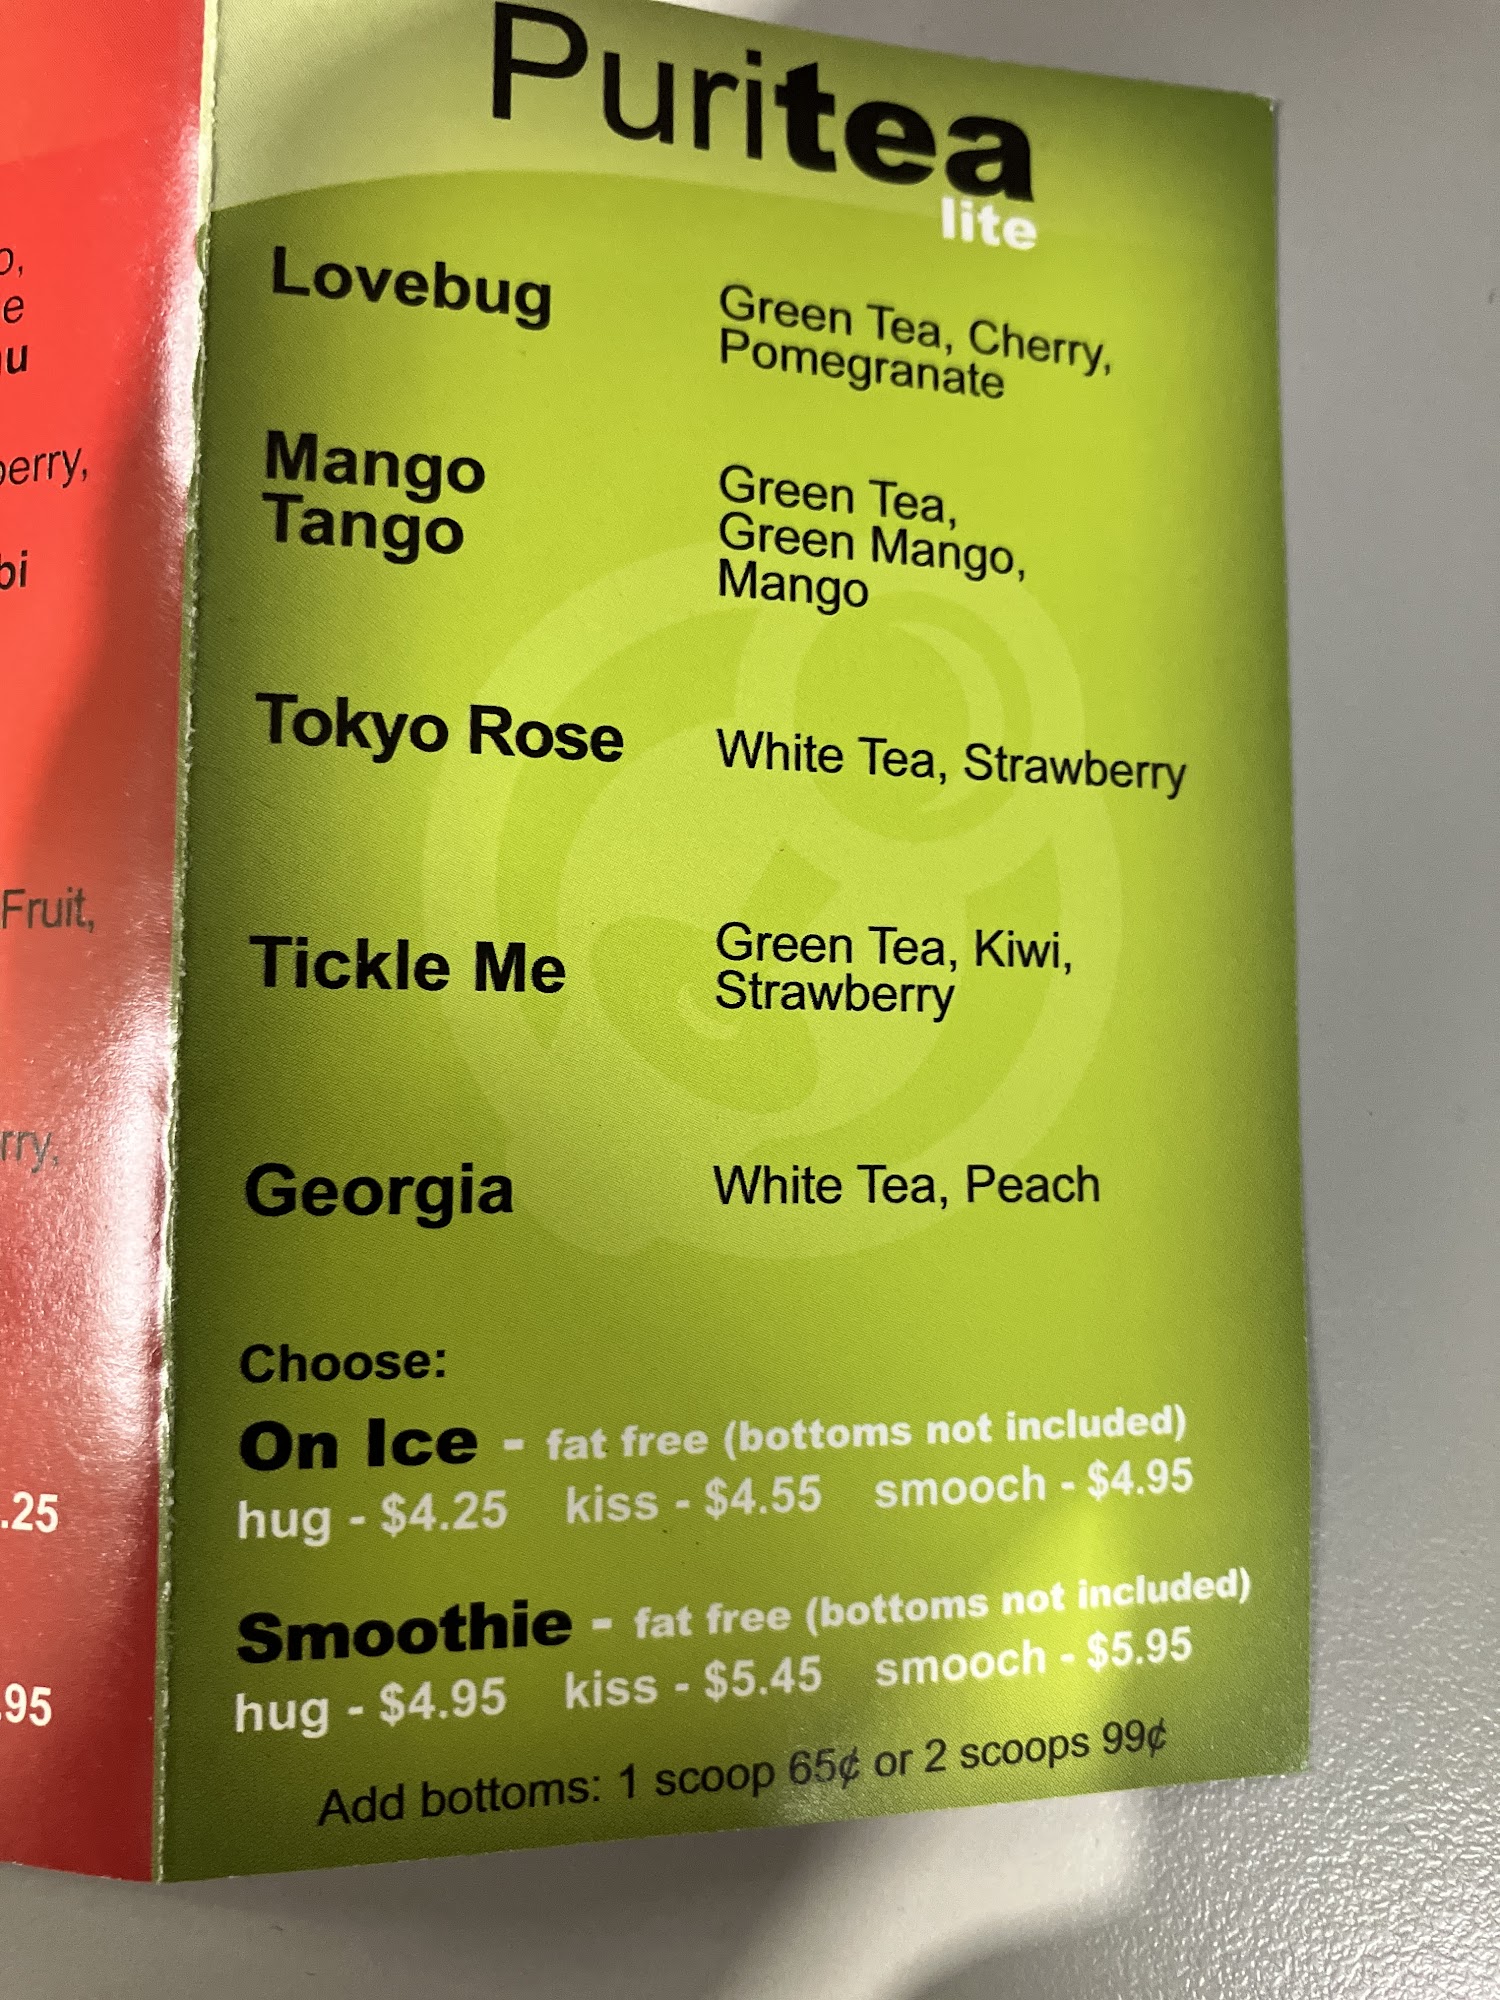 Puritea
lite
Lovebug
Green Tea, Cherry,
Pomegranate
Mango
Tango
Green Tea,
Green Mango,
Mango
Tokyo Rose
White Tea, Strawberry
Tickle Me
Green Tea, Kiwi,
Strawberry
Georgia
White Tea, Peach
Choose:
On Ice - fat free (bottoms not included)
hug - $4.25 kiss - $4.55 smooch - $4.95
Smoothie - fat free (bottoms not included)
hug - $4.95 kiss - $5.45 smooch - $5.95
Add bottoms: 1 scoop 65¢ or 2 scoops 99¢
Fruit,
.25
.95